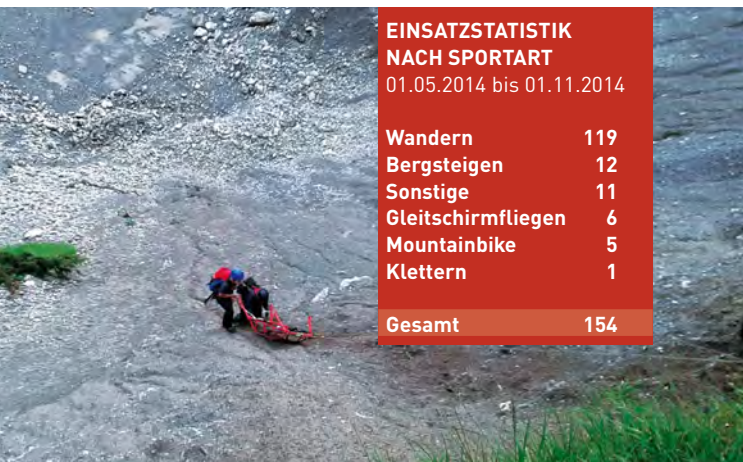 EINSATZSTATISTIK
NACH SPORTART
01.05.2014 bis 01.11.2014
Wandern 119
Bergsteigen 12
Sonstige 11
Gleitschirmfliegen 6
Mountainbike 5
Klettern 1
Gesamt 154